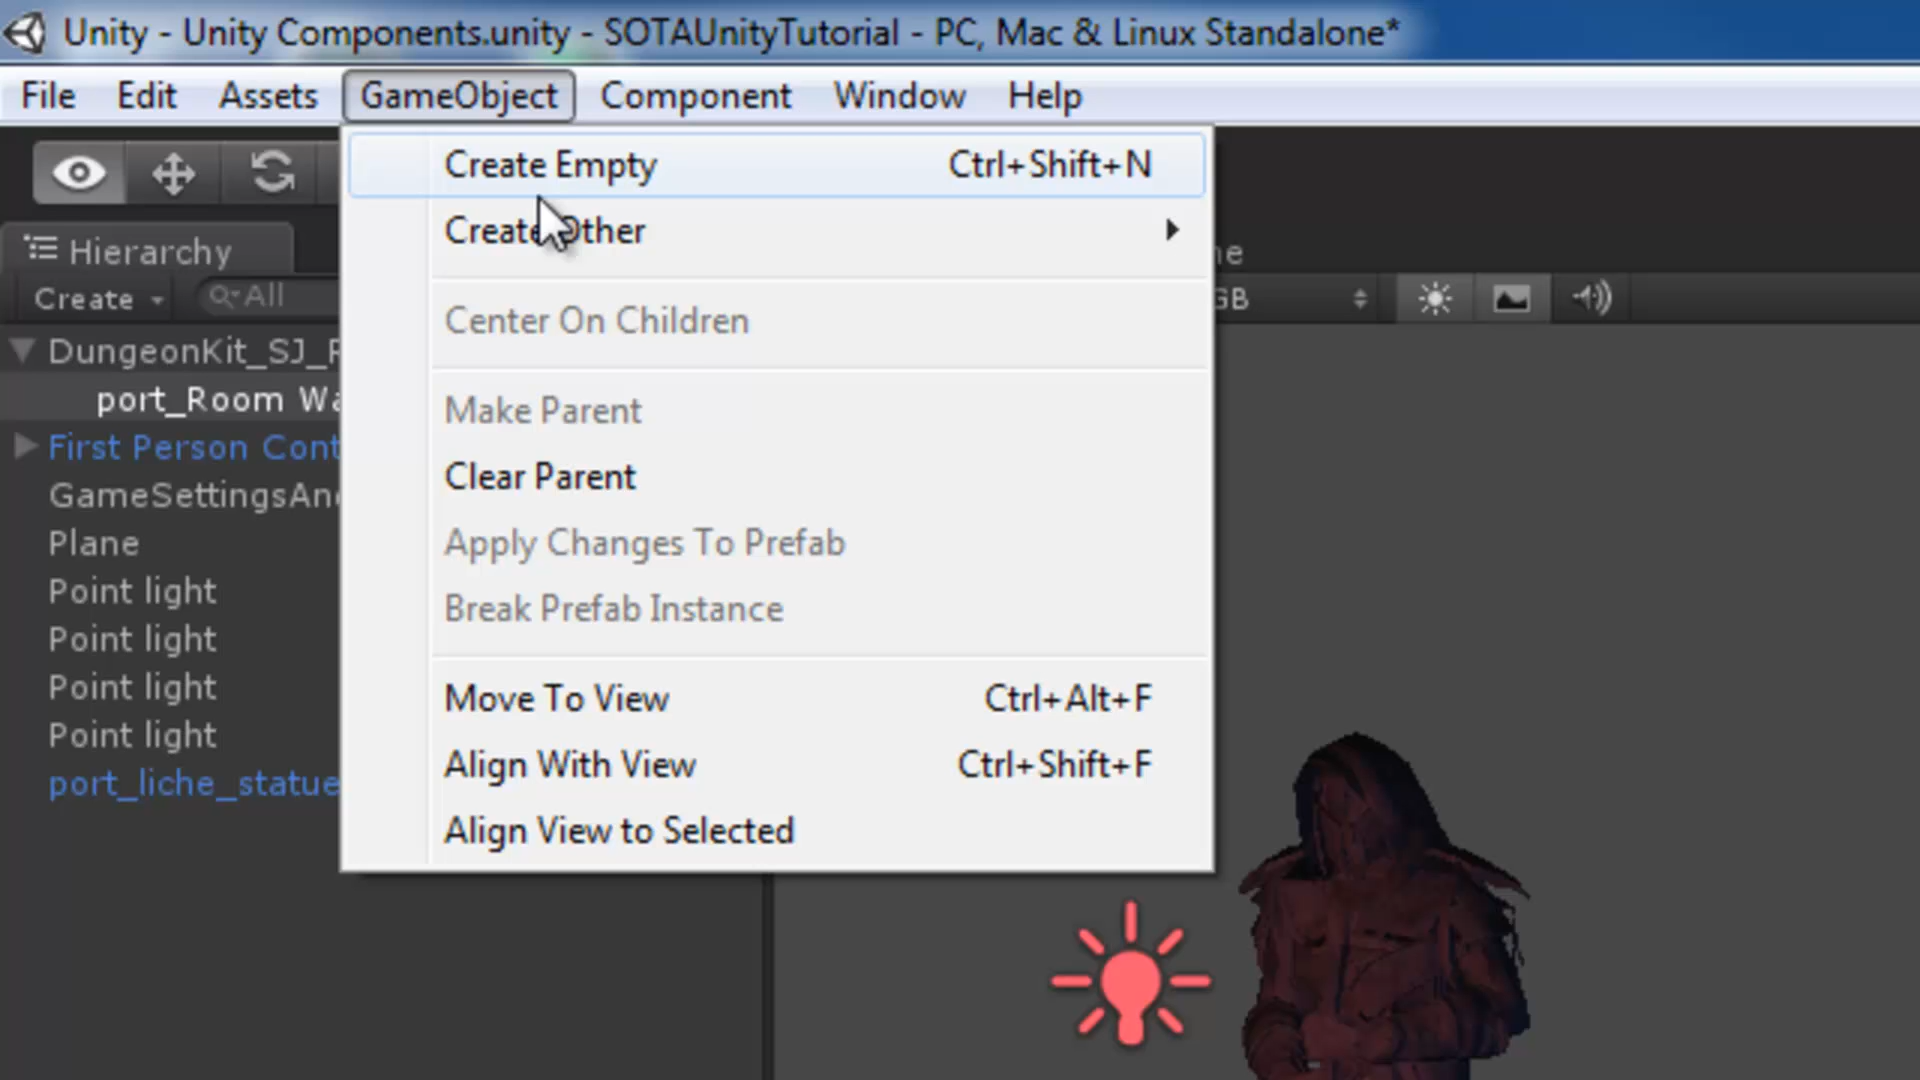 Unity - Unity Components.unity - SOTAUnityTutorial - PC, Mac & Linux Standalone*
File Edit Assets GameObject Component Window Help
Create Empty Ctrl+Shift+N
Create Other
Center On Children
Make Parent
Clear Parent
Apply Changes To Prefab
Break Prefab Instance
Move To View Ctrl+Alt+F
Align With View Ctrl+Shift+F
Align View to Selected
Hierarchy
Create All
DungeonKit_SJ_
port_Room Wa
First Person Cont
GameSettingsAn
Plane
Point light
Point light
Point light
Point light
port_liche_statue
GB